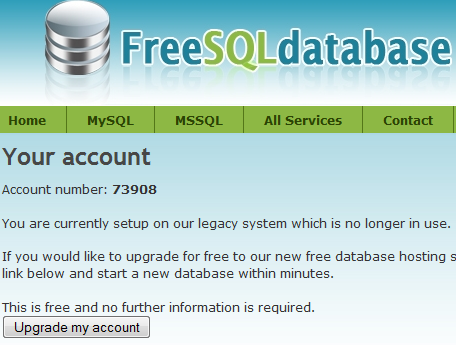 FreeSQLdatabase
Home MySQL MSSQL All Services Contact
Your account
Account number: 73908
You are currently setup on our legacy system which is no longer in use.
If you would like to upgrade for free to our new free database hosting s
link below and start a new database within minutes.
This is free and no further information is required.
Upgrade my account